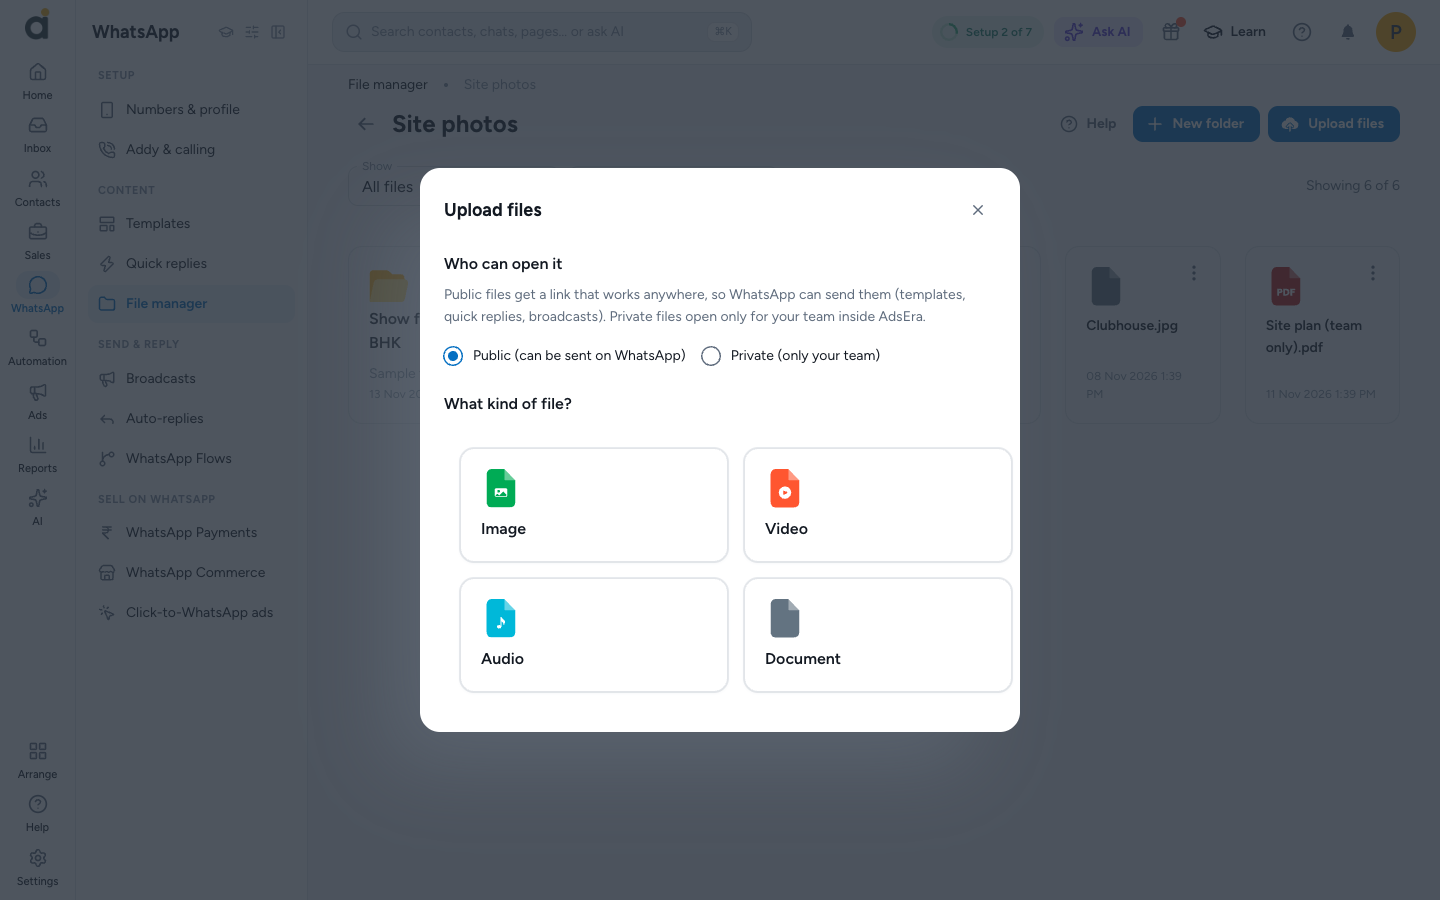 WhatsApp
Search contacts, chats, pages... or ask AI
⌘K
Setup 2 of 7
Ask AI
Learn
P
Home
Inbox
Contacts
Sales
WhatsApp
Automation
Ads
Reports
AI
Arrange
Help
Settings
SETUP
Numbers & profile
Addy & calling
CONTENT
Templates
Quick replies
File manager
SEND & REPLY
Broadcasts
Auto-replies
WhatsApp Flows
SELL ON WHATSAPP
WhatsApp Payments
WhatsApp Commerce
Click-to-WhatsApp ads
File manager • Site photos
Site photos
Help
New folder
Upload files
Show
All files
Showing 6 of 6
Show f
BHK
Sample
13 Nov 20
Clubhouse.jpg
08 Nov 2026 1:39
PM
PDF
Site plan (team
only).pdf
11 Nov 2026 1:39 PM
Upload files
Who can open it
Public files get a link that works anywhere, so WhatsApp can send them (templates,
quick replies, broadcasts). Private files open only for your team inside AdsEra.
Public (can be sent on WhatsApp)
Private (only your team)
What kind of file?
Image
Video
Audio
Document